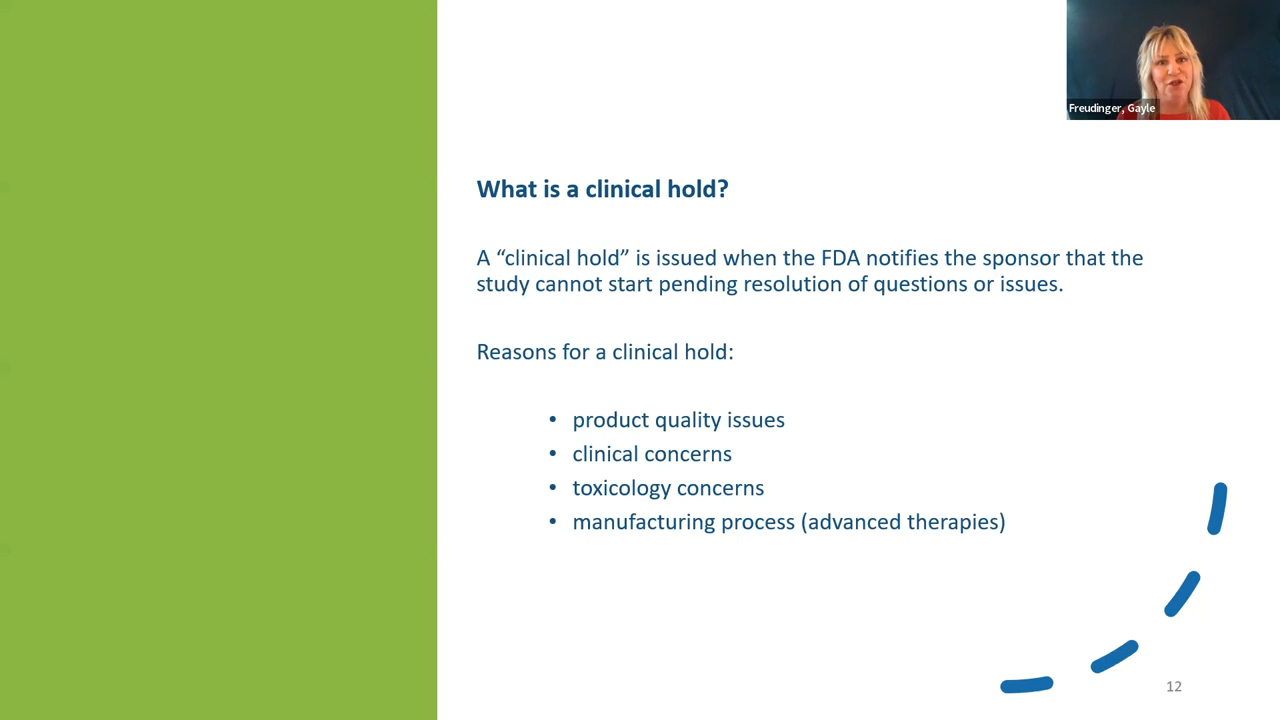 Freudinger, Gayle
What is a clinical hold?
A “clinical hold” is issued when the FDA notifies the sponsor that the
study cannot start pending resolution of questions or issues.
Reasons for a clinical hold:
• product quality issues
• clinical concerns
• toxicology concerns
• manufacturing process (advanced therapies)
12